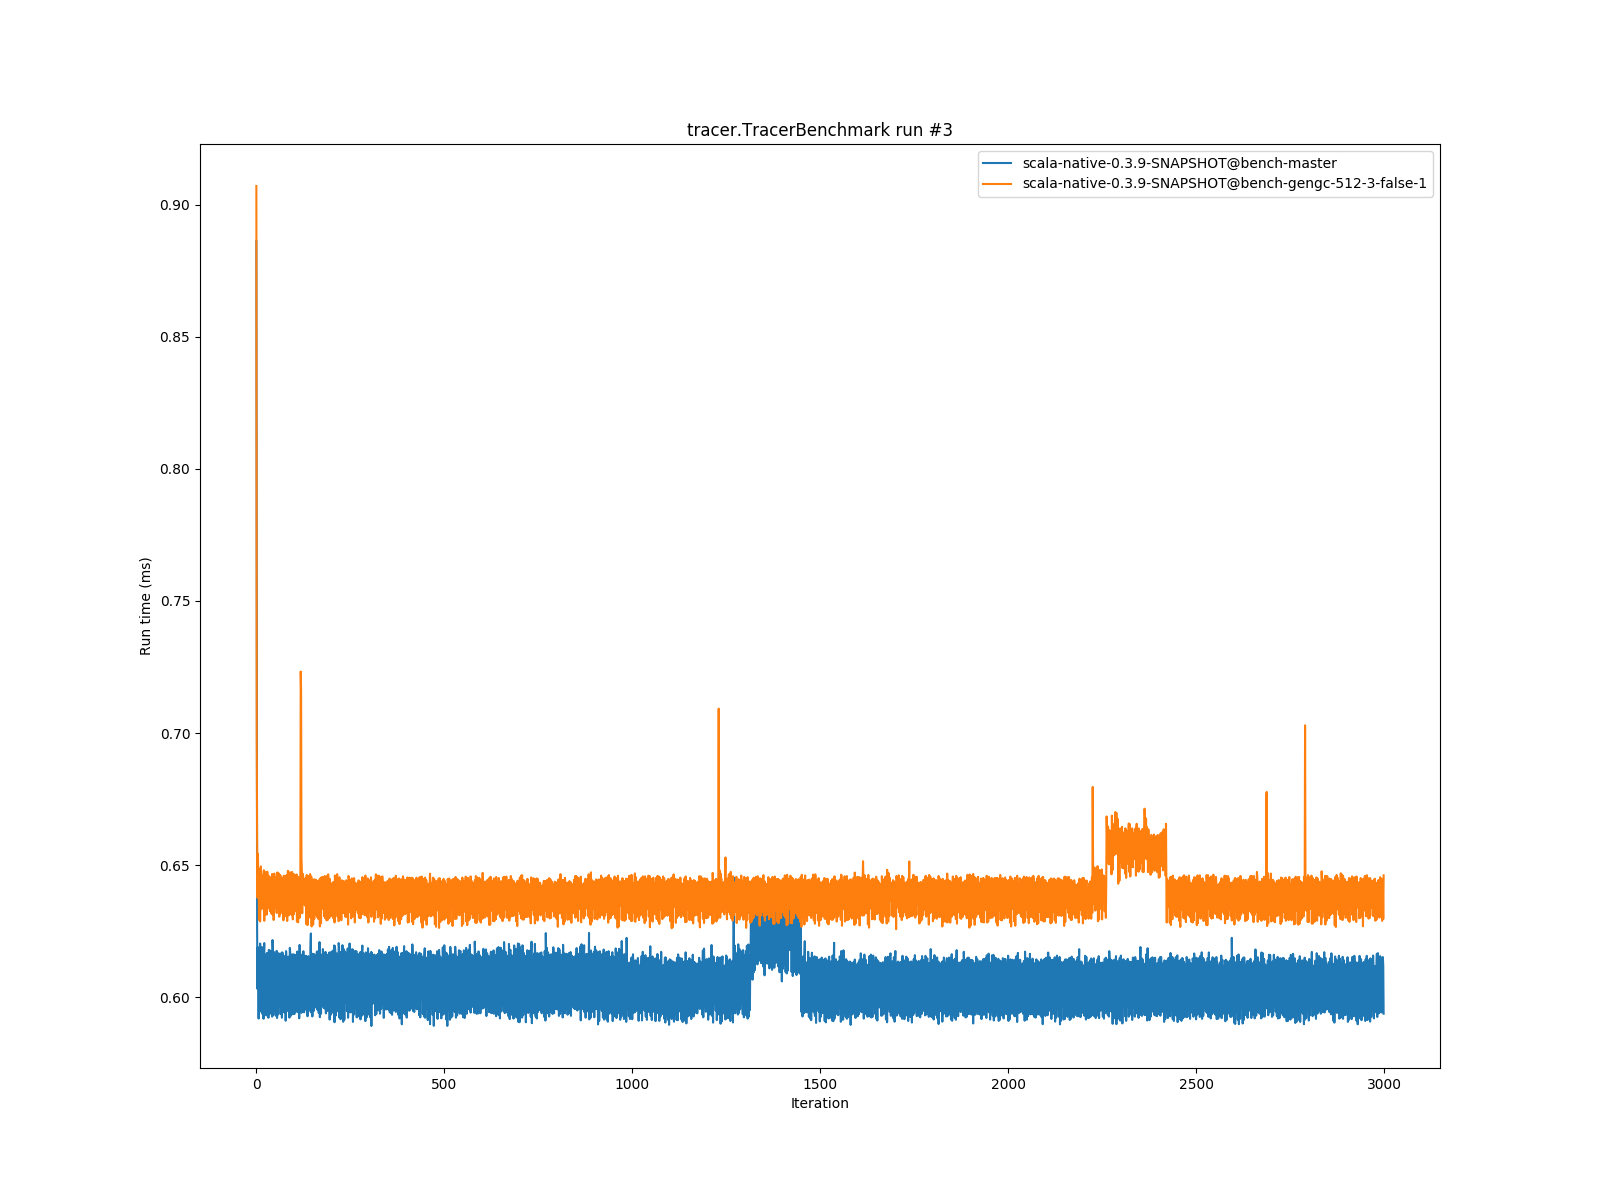 tracer.TracerBenchmark run #3
scala-native-0.3.9-SNAPSHOT@bench-master
scala-native-0.3.9-SNAPSHOT@bench-gengc-512-3-false-1
0.90
0.85
0.80
0.75
0.70
0.65
0.60
Run time (ms)
0 500 1000 1500 2000 2500 3000
Iteration